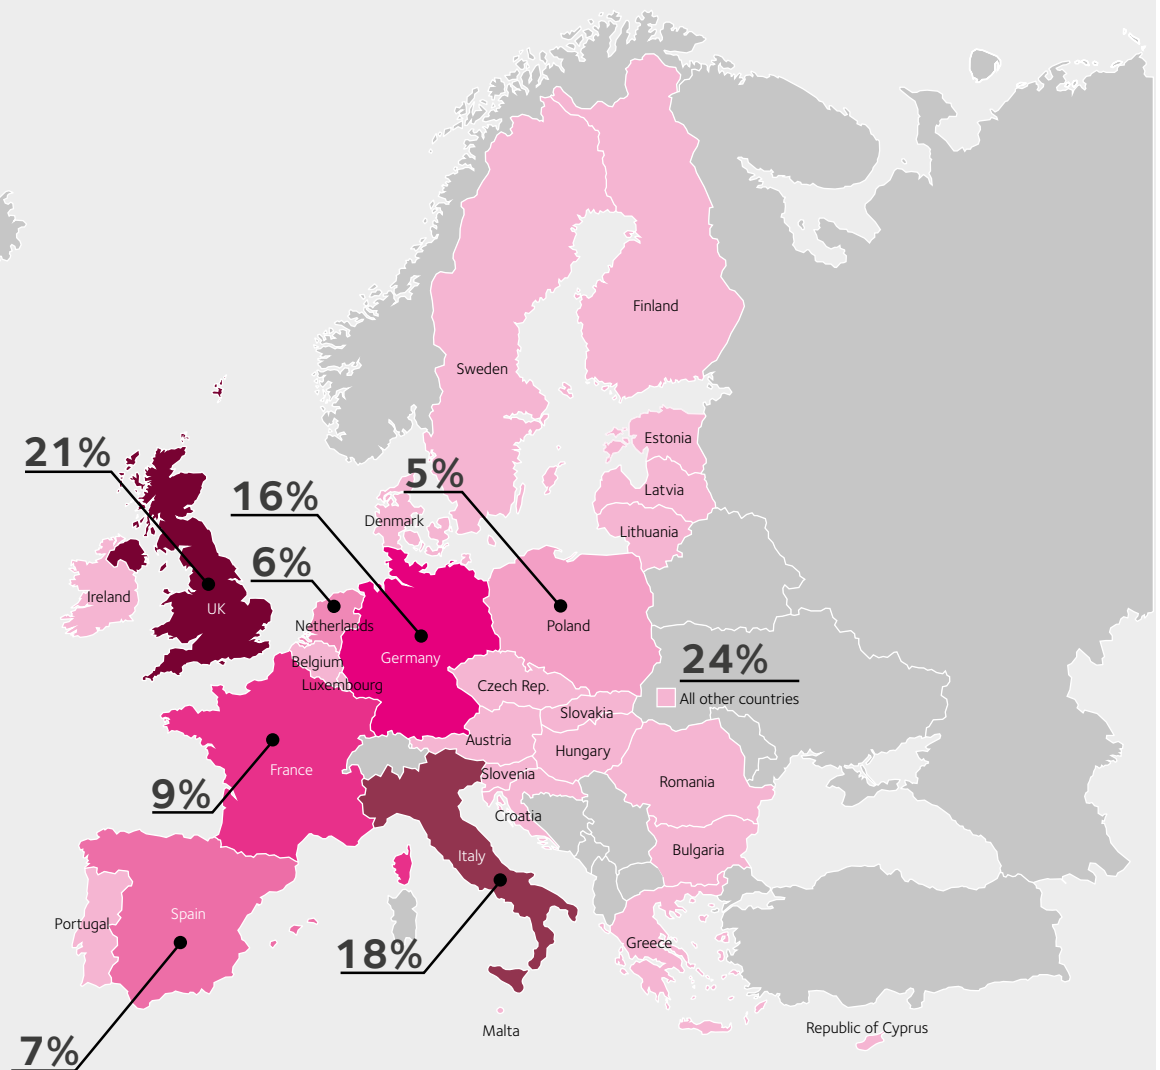 Finland
Sweden
Estonia
21%
5%
Latvia
16%
Denmark
Lithuania
6%
Ireland
UK
Netherlands
Poland
Belgium
Germany
24%
Luxembourg
Czech Rep.
All other countries
Slovakia
Austria
Hungary
France
Slovenia
Romania
9%
Croatia
Italy
Bulgaria
Spain
Portugal
Greece
18%
Malta
Republic of Cyprus
7%